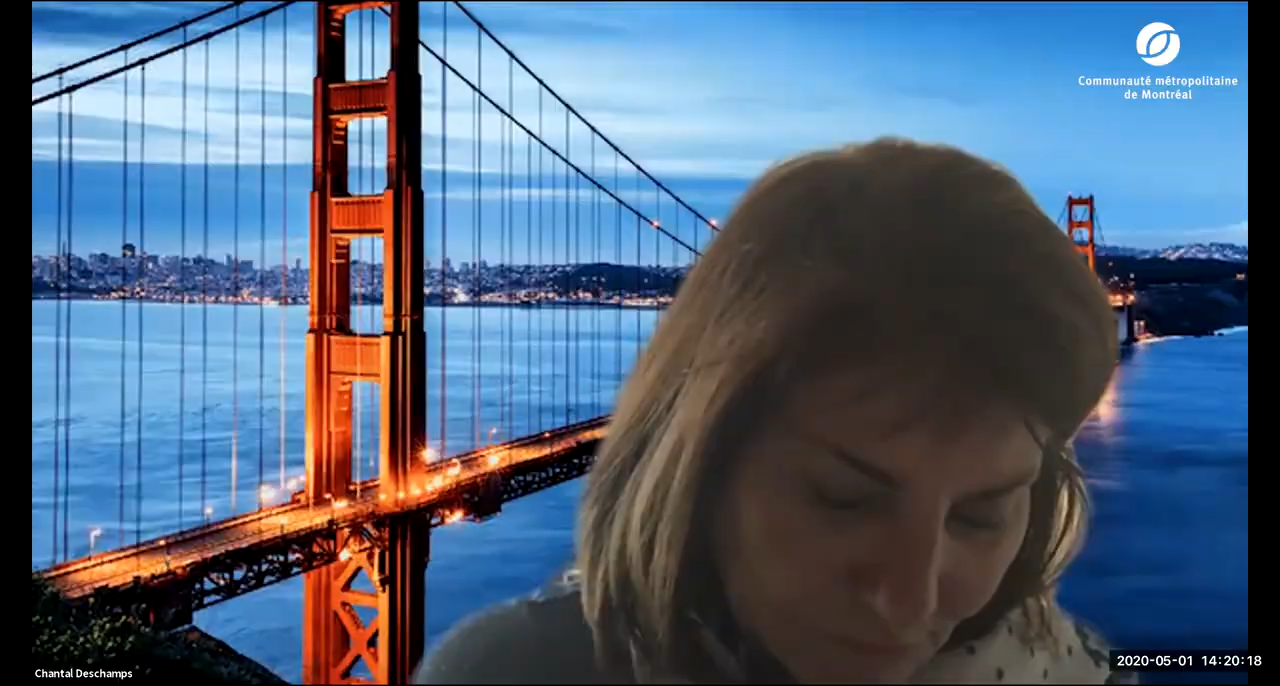 Communauté métropolitaine
de Montréal
Chantal Deschamps
2020-05-01 14:20:18